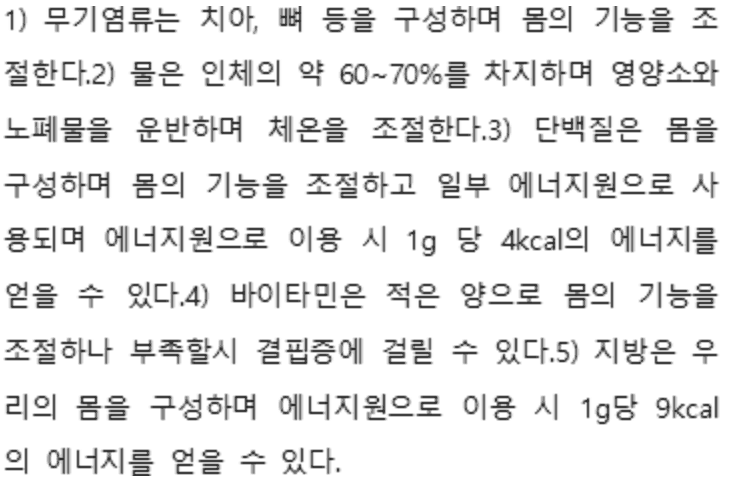 1) 무기염류는 치아, 뼈 등을 구성하며 몸의 기능을 조
절한다.2) 물은 인체의 약 60~70%를 차지하며 영양소와
노폐물을 운반하며 체온을 조절한다.3) 단백질은 몸을
구성하며 몸의 기능을 조절하고 일부 에너지원으로 사
용되며 에너지원으로 이용 시 1g 당 4kcal의 에너지를
얻을 수 있다.4) 바이타민은 적은 양으로 몸의 기능을
조절하나 부족할시 결핍증에 걸릴 수 있다.5) 지방은 우
리의 몸을 구성하며 에너지원으로 이용 시 1g당 9kcal
의 에너지를 얻을 수 있다.